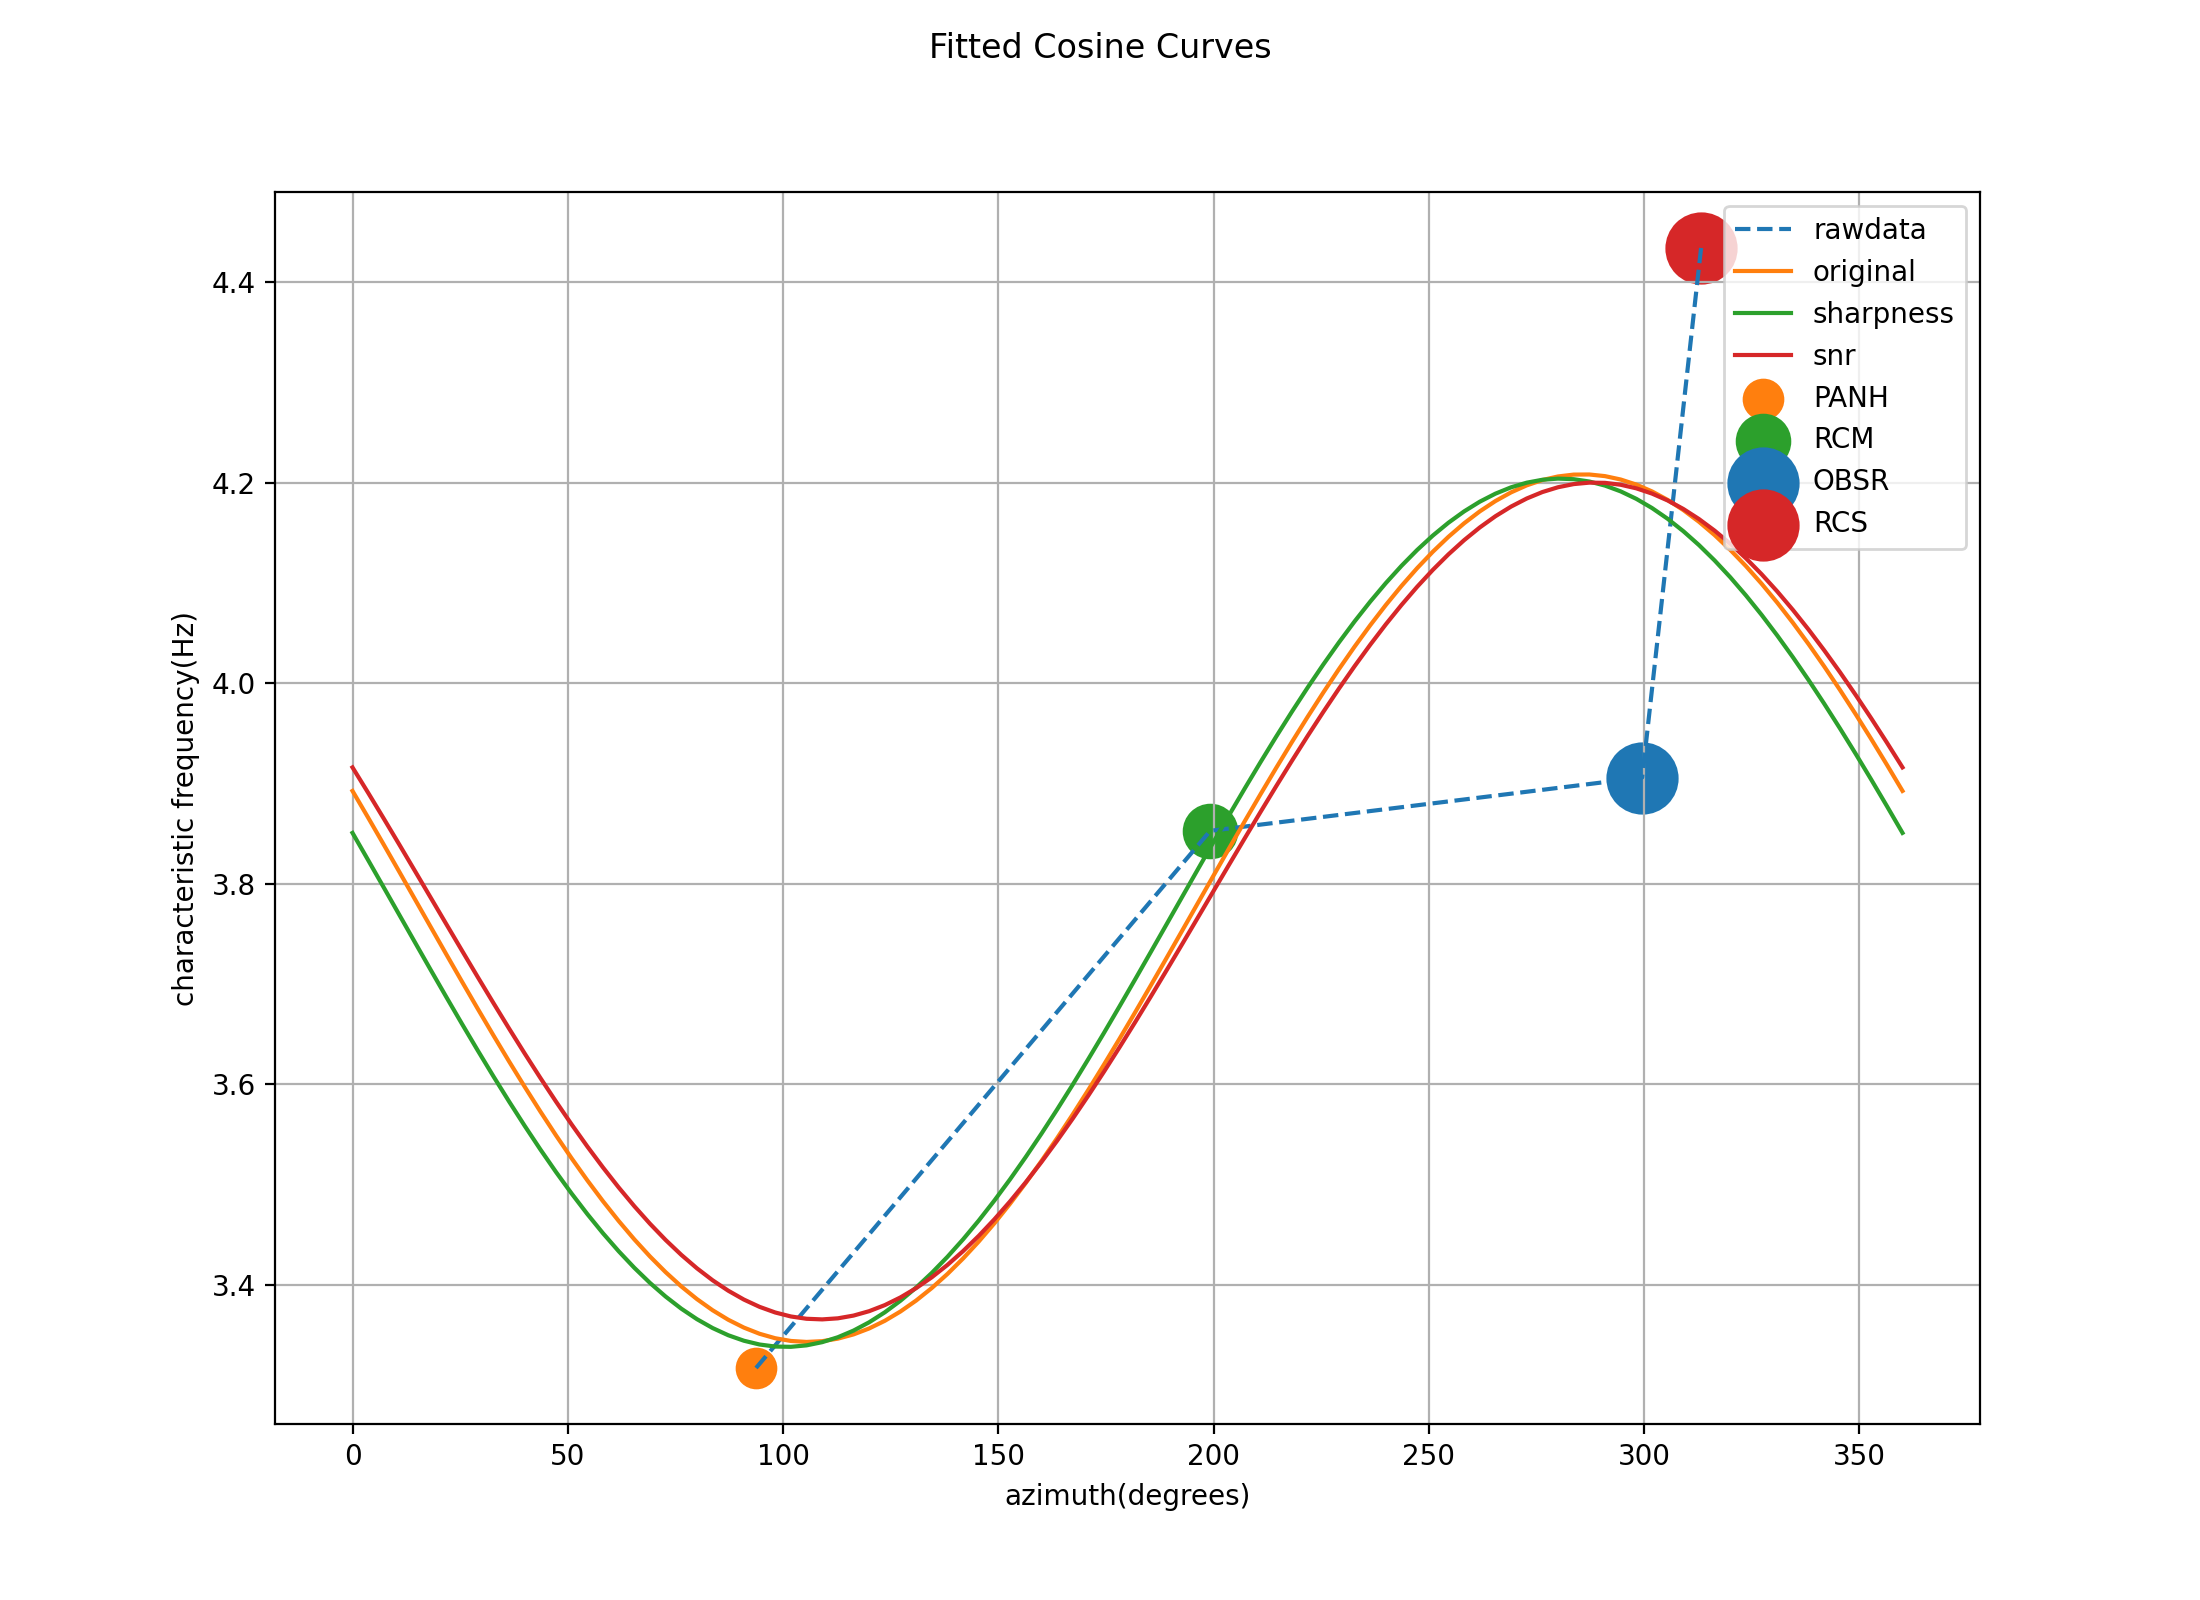 Fitted Cosine Curves
rawdata
original
sharpness
snr
PANH
RCM
OBSR
RCS
4.4
4.2
4.0
3.8
3.6
3.4
characteristic frequency(Hz)
0 50 100 150 200 250 300 350
azimuth(degrees)